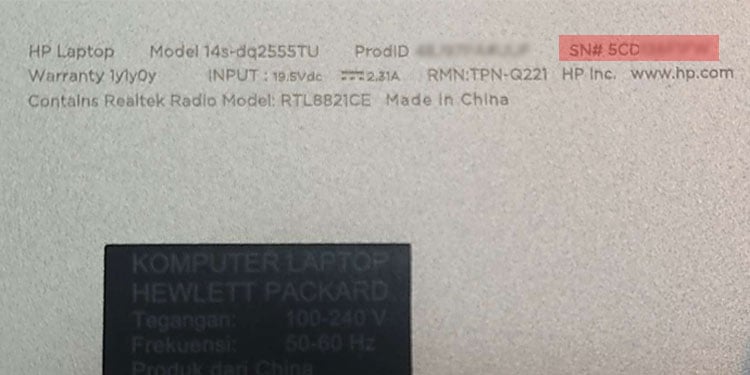 HP Laptop Model 14s-dq2555TU ProdID SN# 5CD
Warranty 1y1y0y INPUT : 19.5Vdc ⎓2.31A RMN:TPN-Q221 HP Inc. www.hp.com
Contains Realtek Radio Model: RTL8821CE Made in China
KOMPUTER LAPTOP
HEWLETT PACKARD
Tegangan: 100-240 V
Frekuensi: 50-60 Hz
Produk dari China